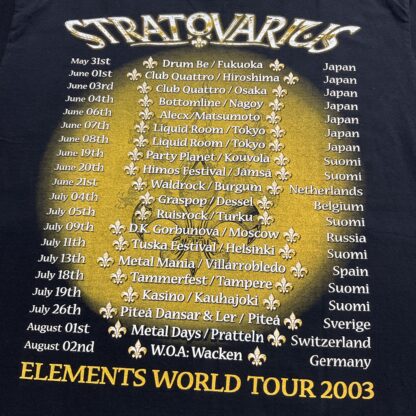 STRATOVARIUS
May 31st Drum Be / Fukuoka Japan
June 01st Club Quattro / Hiroshima Japan
June 03rd Club Quattro / Osaka Japan
June 04th Bottomline / Nagoy Japan
June 06th Alecx / Matsumoto Japan
June 07th Liquid Room / Tokyo Japan
June 08th Liquid Room / Tokyo Japan
June 19th Party Planet / Kouvola Suomi
June 20th Himos Festival / Jämsä Suomi
June 21st Waldrock / Burgum Netherlands
July 04th Graspop / Dessel Belgium
July 05th Ruisrock / Turku Suomi
July 09th D.K. Gorbunova / Moscow Russia
July 11th Tuska Festival / Helsinki Suomi
July 13th Metal Mania / Villarrobledo Spain
July 18th Tammerfest / Tampere Suomi
July 19th Kasino / Kauhajoki Suomi
July 26th Piteå Dansar & Ler / Piteå Sverige
August 01st Metal Days / Pratteln Switzerland
August 02nd W.O.A: Wacken Germany
ELEMENTS WORLD TOUR 2003